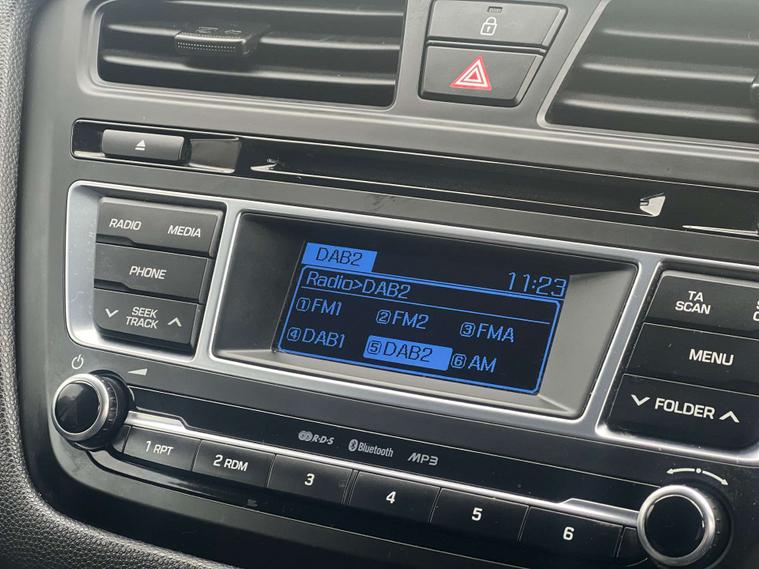 RADIO MEDIA
PHONE
SEEK
TRACK
DAB2
11:23
Radio>DAB2
①FM1 ②FM2 ③FMA
④DAB1 ⑤DAB2 ⑥AM
TA
SCAN
MENU
FOLDER
R·D·S Bluetooth MP3
1 RPT 2 RDM 3 4 5 6